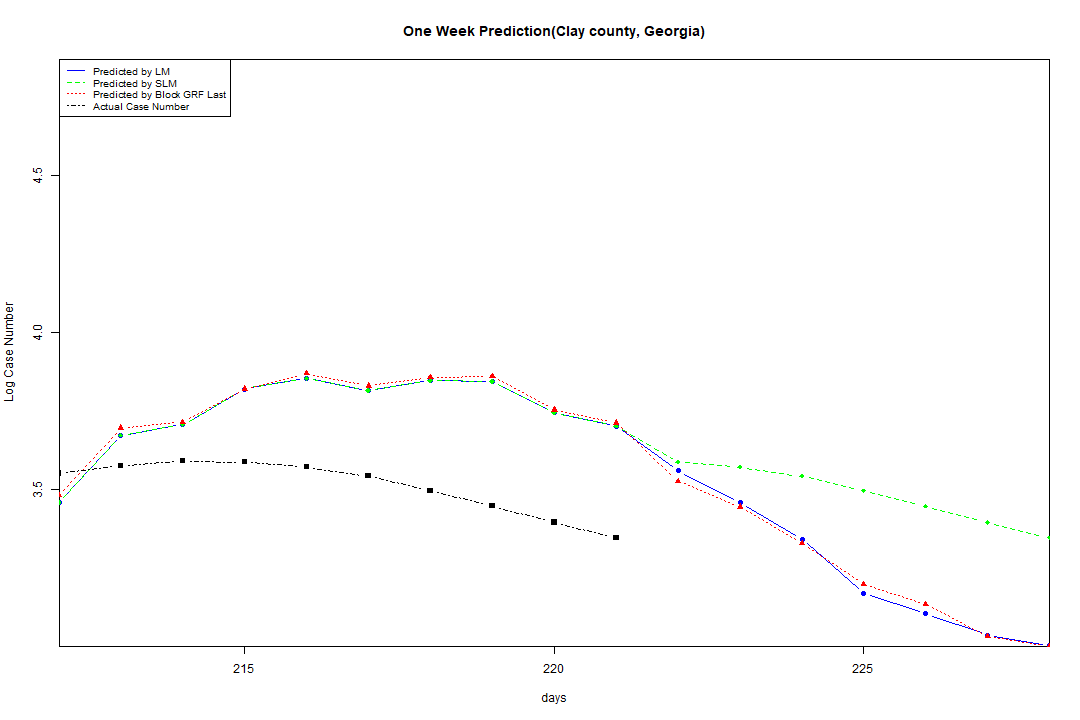 One Week Prediction(Clay county, Georgia)
Predicted by LM
Predicted by SLM
Predicted by Block GRF Last
Actual Case Number
4.5
4.0
3.5
Log Case Number
215
220
225
days